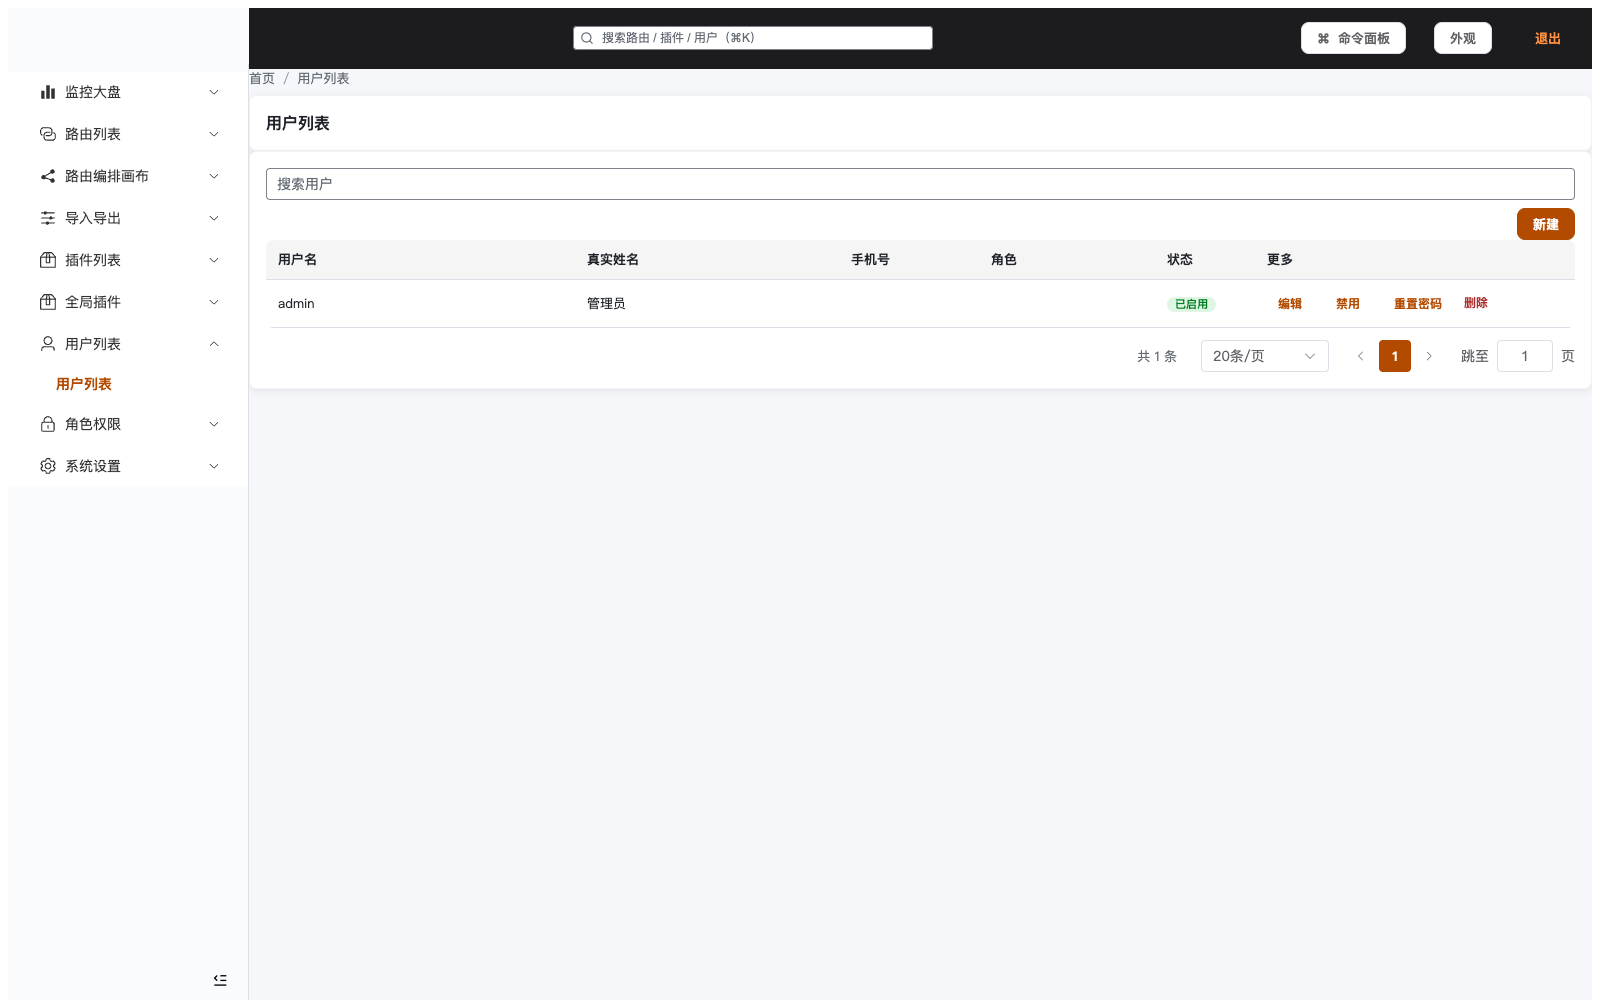 搜索路由 / 插件 / 用户（⌘K）
⌘ 命令面板
外观
退出
监控大盘
路由列表
路由编排画布
导入导出
插件列表
全局插件
用户列表
用户列表
角色权限
系统设置
首页 / 用户列表
用户列表
搜索用户
新建
用户名 真实姓名 手机号 角色 状态 更多
admin 管理员 已启用 编辑 禁用 重置密码 删除
共 1 条 20条/页 1 跳至 1 页